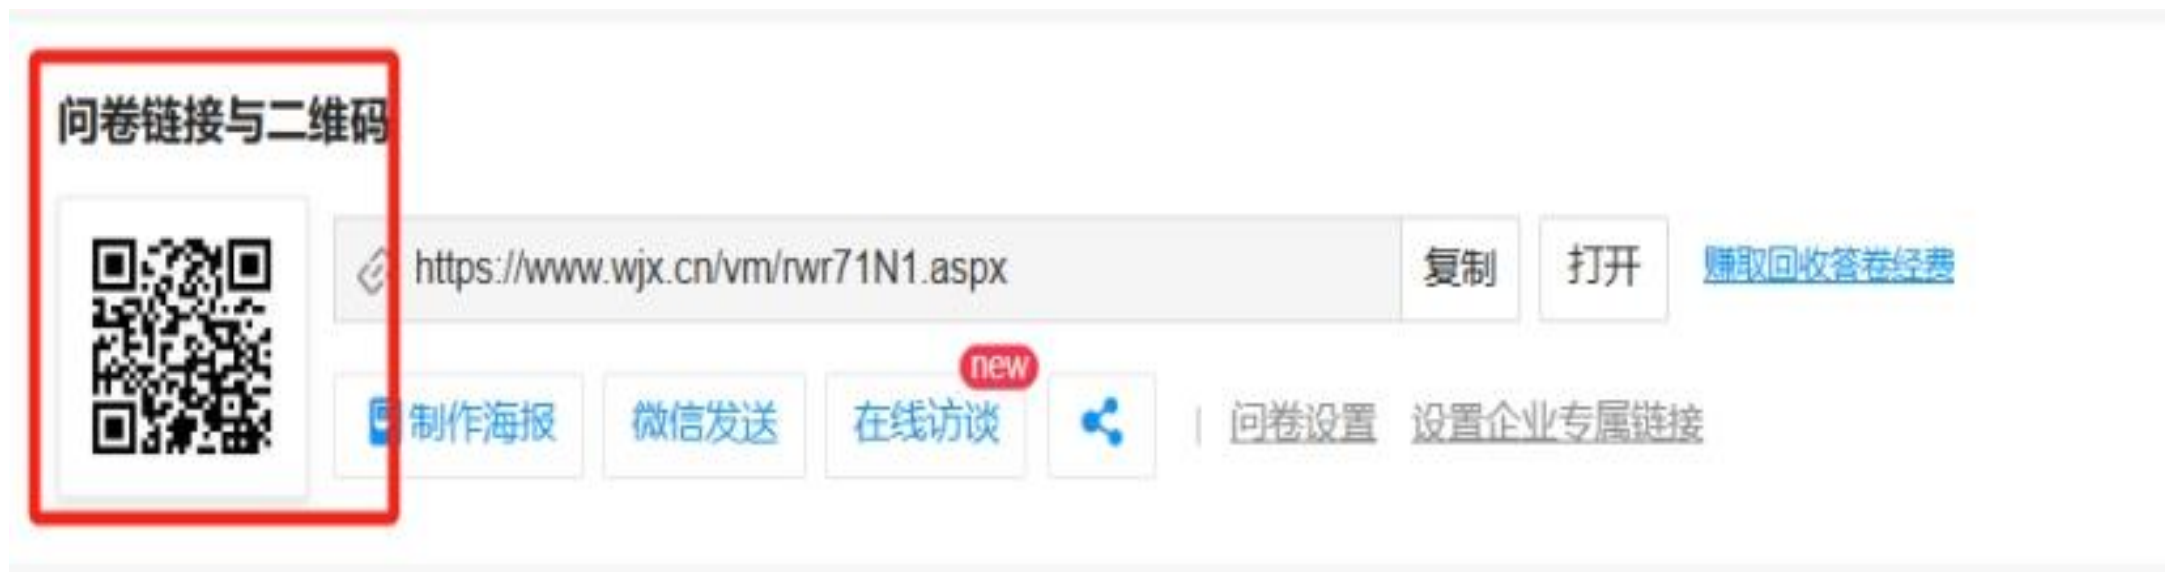 问卷链接与二维码
https://www.wjx.cn/vm/rwr71N1.aspx 复制 打开 赚取回收答卷经费
new
制作海报 微信发送 在线访谈 | 问卷设置 设置企业专属链接